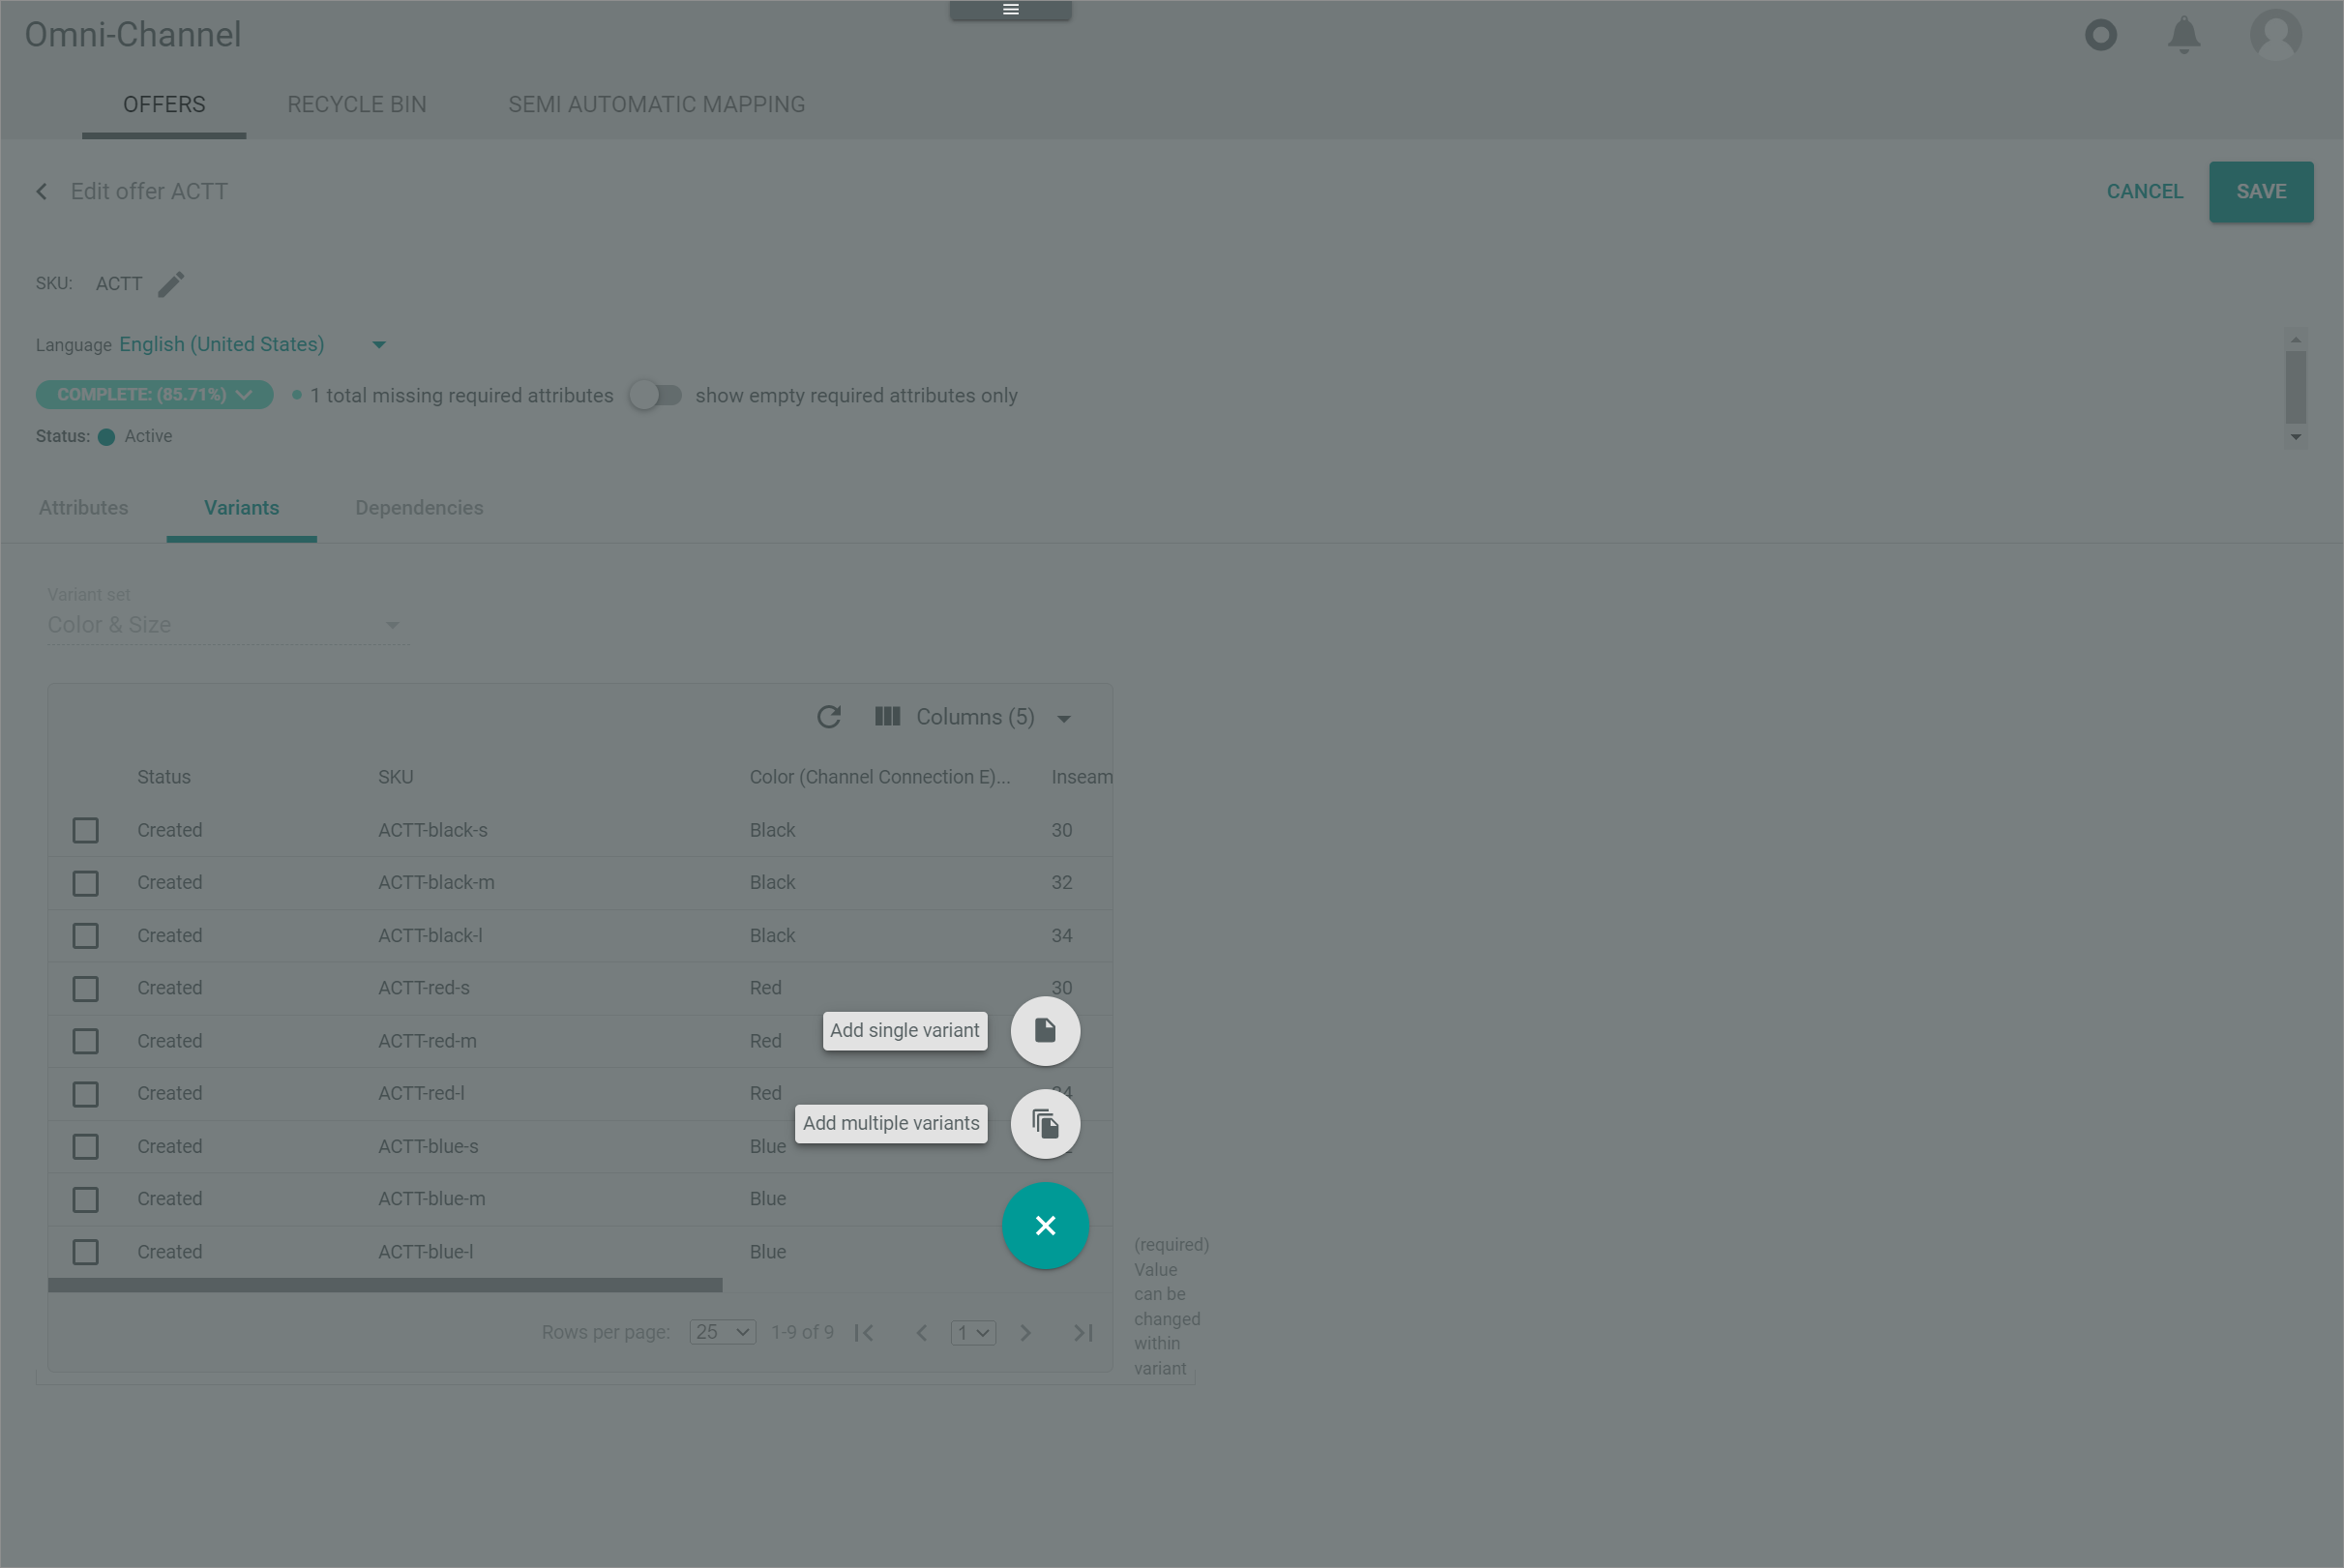 Omni-Channel
OFFERS RECYCLE BIN SEMI AUTOMATIC MAPPING
Edit offer ACTT CANCEL SAVE
SKU: ACTT
Language English (United States)
COMPLETE: (85.71%) 1 total missing required attributes show empty required attributes only
Status: Active
Attributes Variants Dependencies
Variant set
Color & Size
Columns (5)
Status SKU Color (Channel Connection E)... Inseam
Created ACTT-black-s Black 30
Created ACTT-black-m Black 32
Created ACTT-black-l Black 34
Created ACTT-red-s Red 30
Add single variant
Created ACTT-red-m Red
Created ACTT-red-l Red
Add multiple variants
Created ACTT-blue-s Blue
Created ACTT-blue-m Blue
Created ACTT-blue-l Blue
(required)
Value
can be
changed
within
variant
Rows per page: 25 1-9 of 9 1